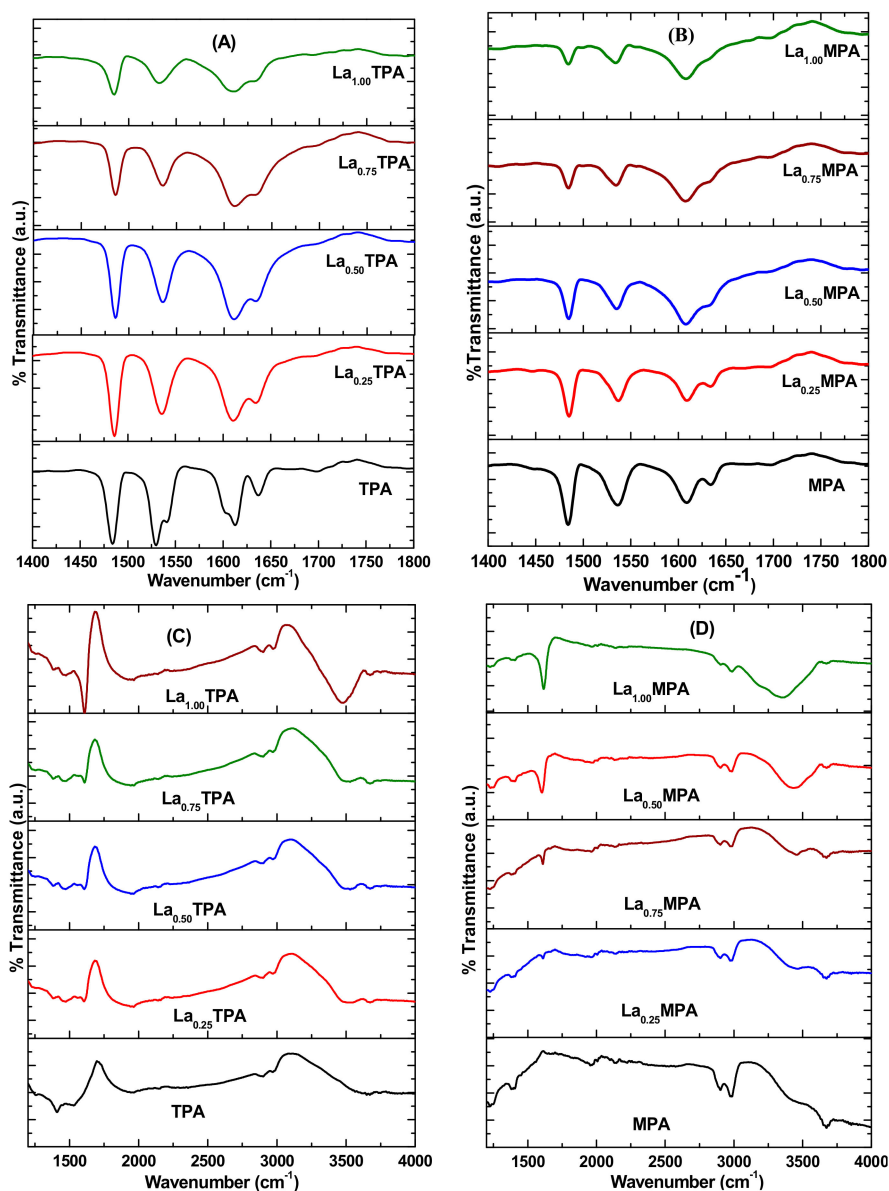 (A)
La1.00TPA
La0.75TPA
La0.50TPA
La0.25TPA
TPA
% Transmittance (a.u.)
1400 1450 1500 1550 1600 1650 1700 1750 1800
Wavenumber (cm-1)
(B)
La1.00MPA
La0.75MPA
La0.50MPA
La0.25MPA
MPA
%Transmittance (a.u.)
1400 1450 1500 1550 1600 1650 1700 1750 1800
Wavenumber (cm-1)
(C)
La1.00TPA
La0.75TPA
La0.50TPA
La0.25TPA
TPA
% Transmittance (a.u.)
1500 2000 2500 3000 3500 4000
Wavenumber (cm-1)
(D)
La1.00MPA
La0.50MPA
La0.75MPA
La0.25MPA
MPA
% Transmittance (a.u.)
1500 2000 2500 3000 3500 4000
Wavenumber (cm-1)